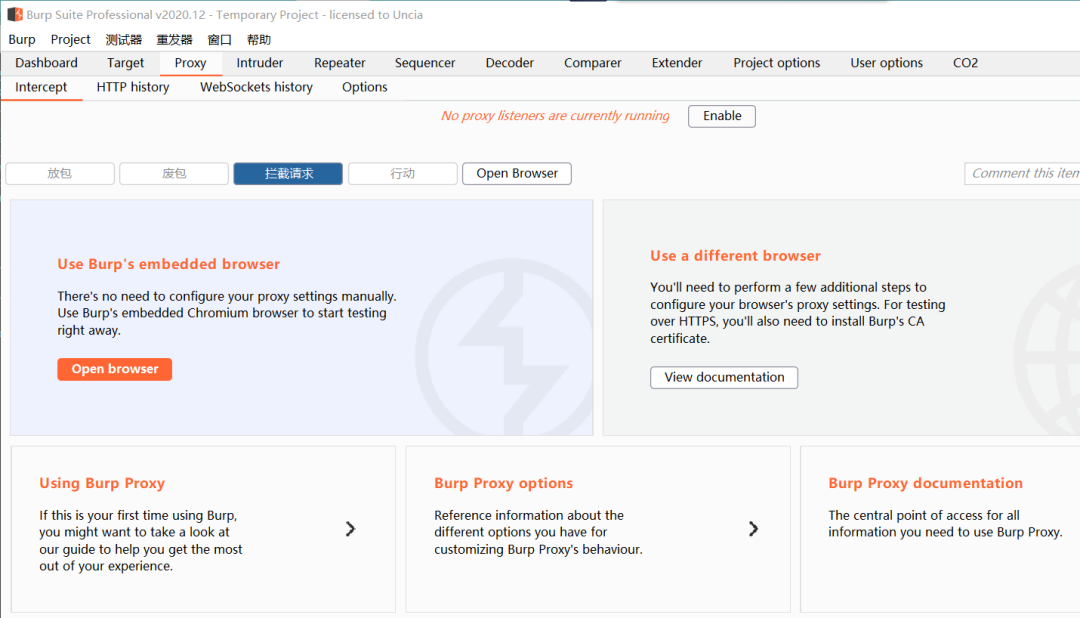 Burp Suite Professional v2020.12 - Temporary Project - licensed to Uncia
Burp Project 测试器 重发器 窗口 帮助
Dashboard Target Proxy Intruder Repeater Sequencer Decoder Comparer Extender Project options User options CO2
Intercept HTTP history WebSockets history Options
No proxy listeners are currently running Enable
放包 废包 拦截请求 行动 Open Browser Comment this item
Use Burp's embedded browser
There's no need to configure your proxy settings manually.
Use Burp's embedded Chromium browser to start testing
right away.
Open browser
Use a different browser
You'll need to perform a few additional steps to
configure your browser's proxy settings. For testing
over HTTPS, you'll also need to install Burp's CA
certificate.
View documentation
Using Burp Proxy
If this is your first time using Burp,
you might want to take a look at
our guide to help you get the most
out of your experience.
Burp Proxy options
Reference information about the
different options you have for
customizing Burp Proxy's behaviour.
Burp Proxy documentation
The central point of access for all
information you need to use Burp Proxy.